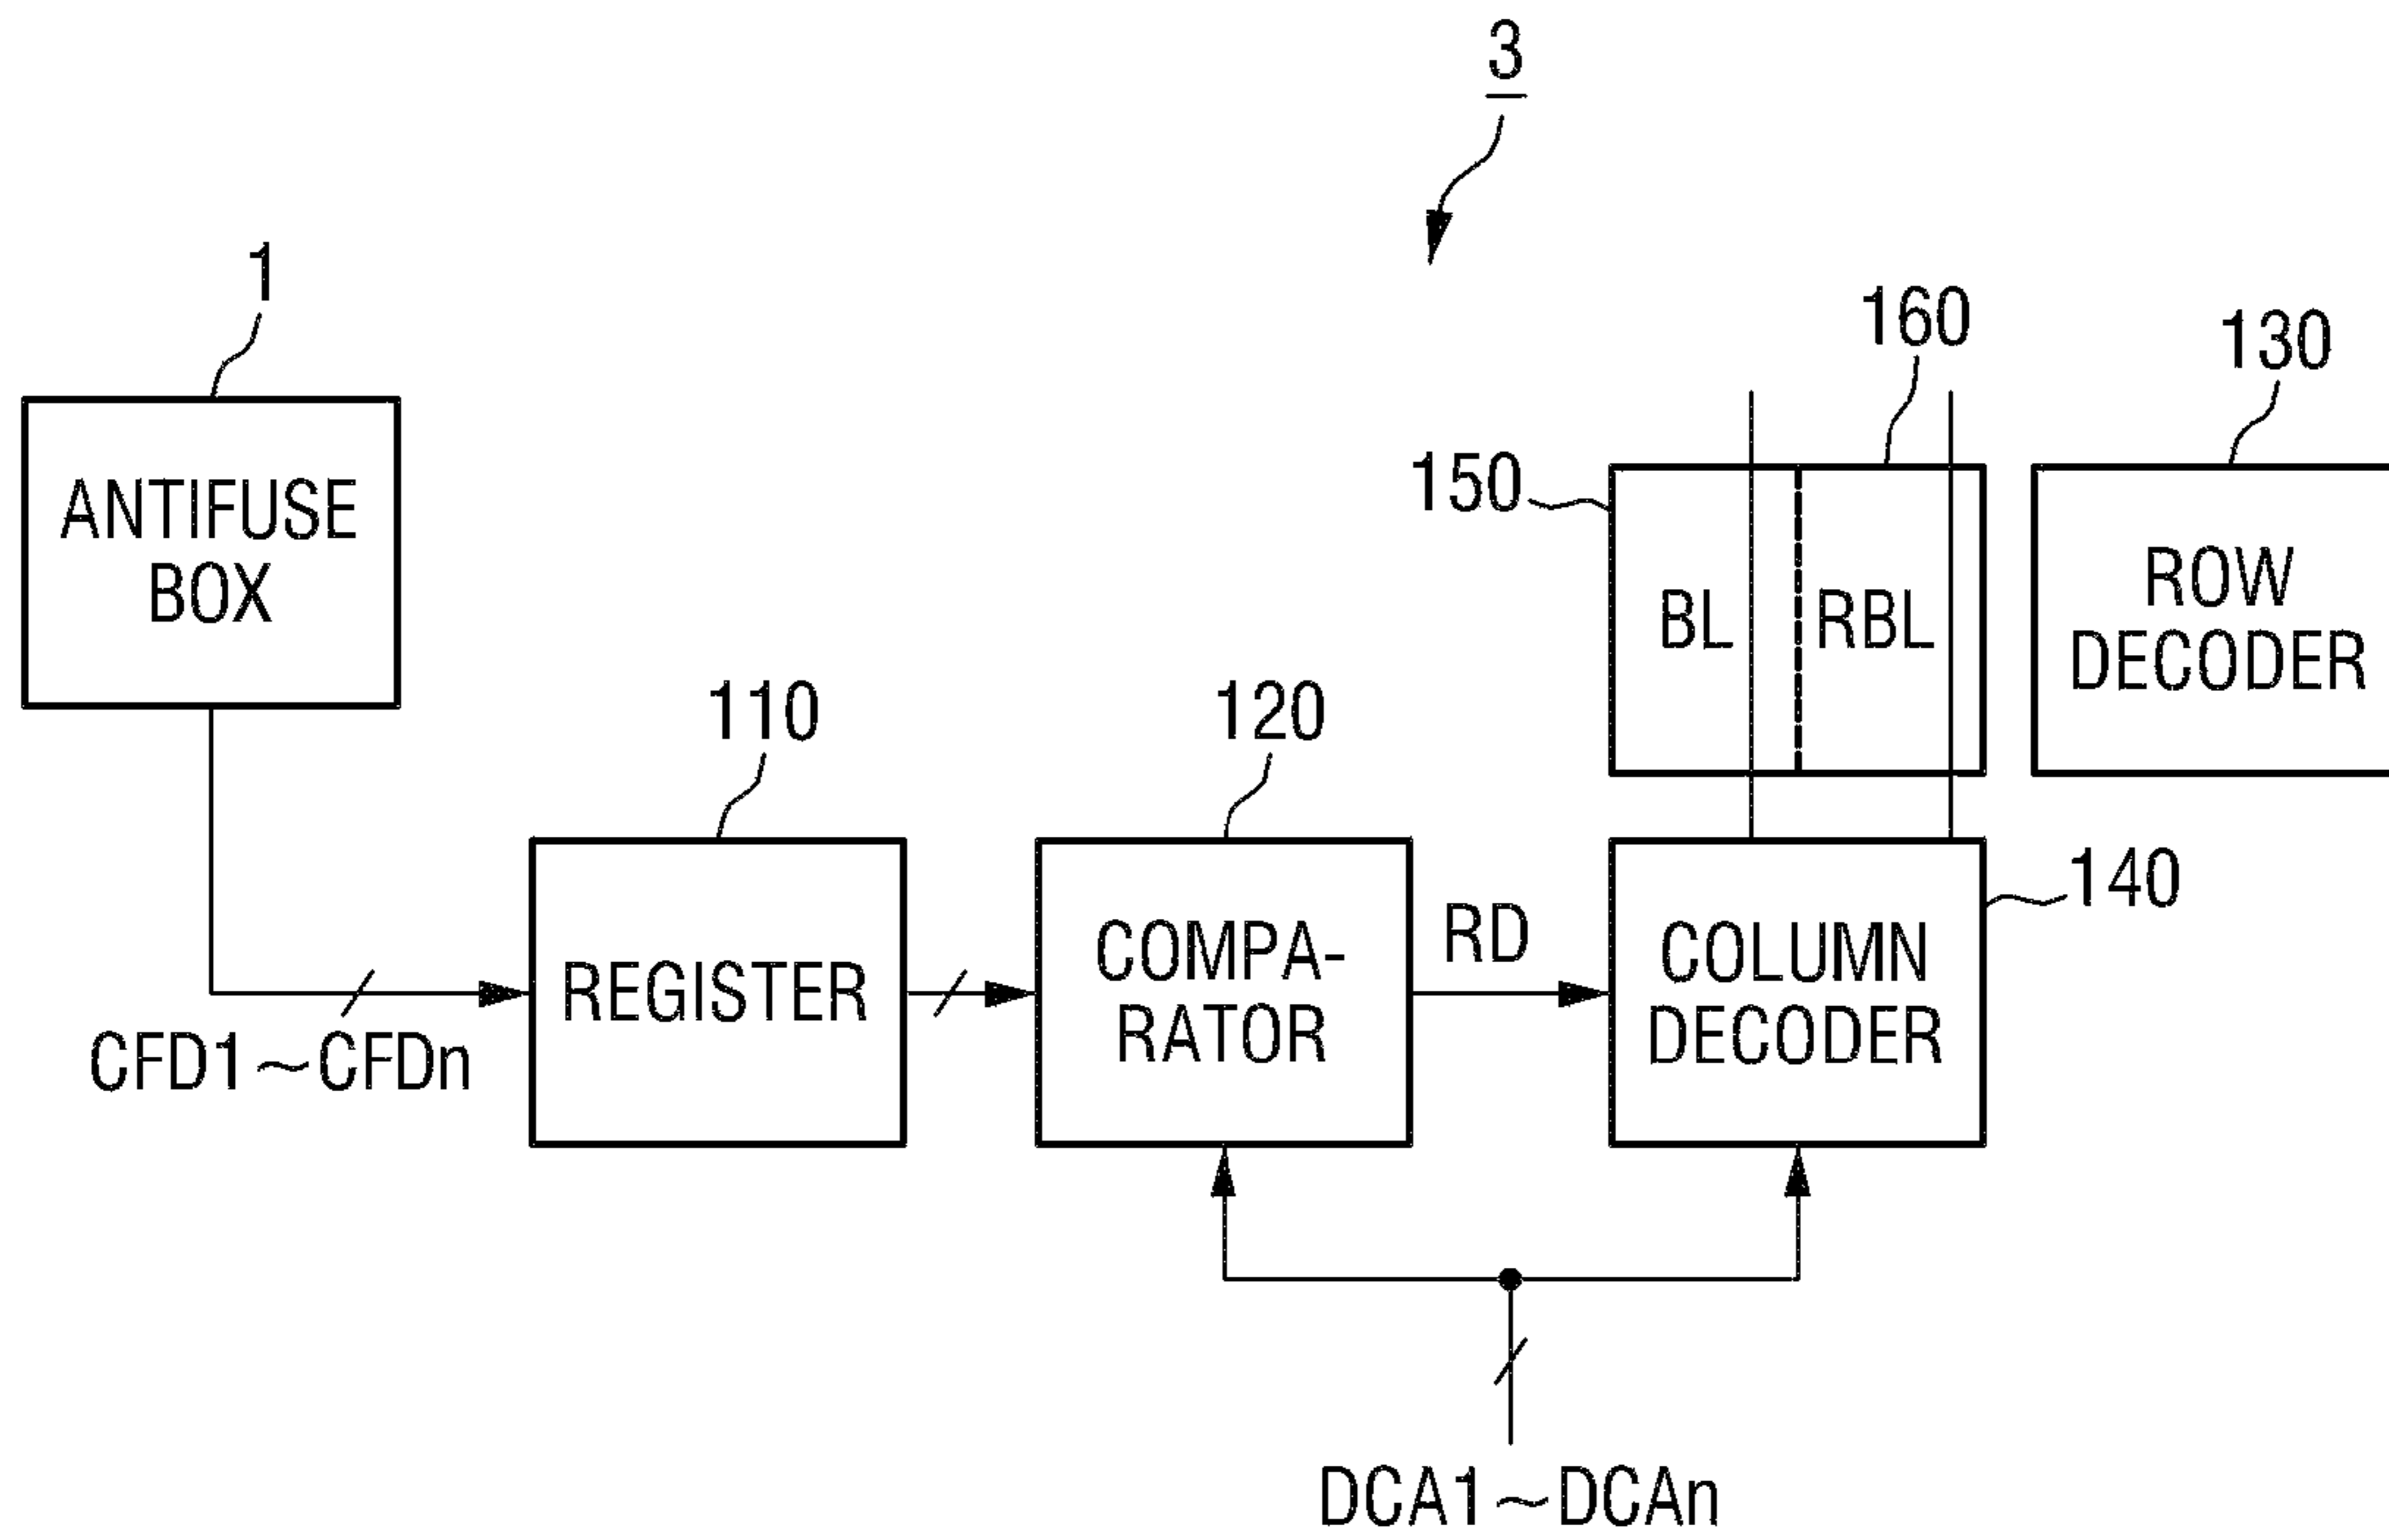 3
1
160
130
150
ANTIFUSE
BOX
BL
RBL
ROW
DECODER
110
120
140
REGISTER
COMPA-
RATOR
RD
COLUMN
DECODER
CFD1~CFDn
DCA1~DCAn